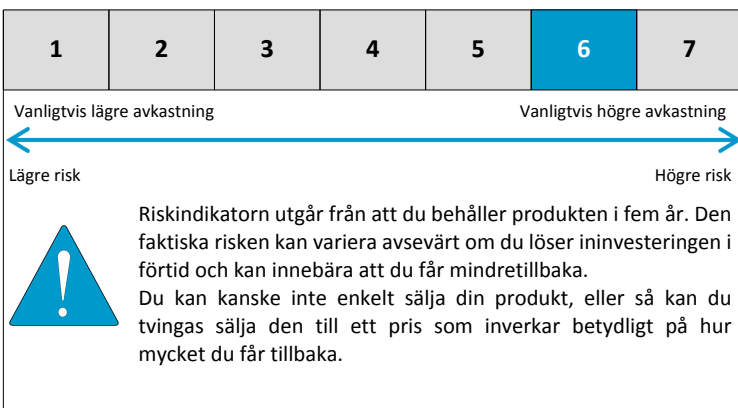 1 2 3 4 5 6 7
Vanligtvis lägre avkastning Vanligtvis högre avkastning
Lägre risk Högre risk
Riskindikatorn utgår från att du behåller produkten i fem år. Den
faktiska risken kan variera avsevärt om du löser ininvesteringen i
förtid och kan innebära att du får mindretillbaka.
Du kan kanske inte enkelt sälja din produkt, eller så kan du
tvingas sälja den till ett pris som inverkar betydligt på hur
mycket du får tillbaka.